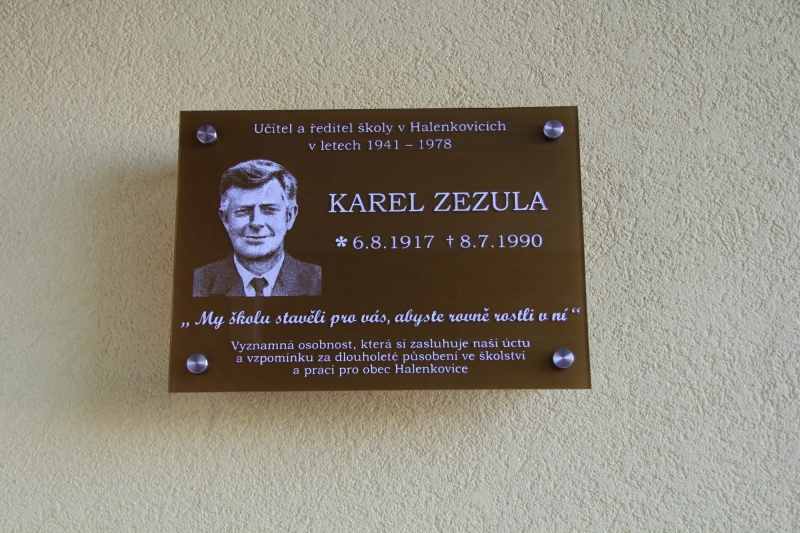 Učitel a ředitel školy v Halenkovicích
v letech 1941 – 1978
KAREL ZEZULA
* 6.8.1917 † 8.7.1990
„ My školu stavěli pro vás, abyste rovně rostli v ní “
Významná osobnost, která si zasluhuje naši úctu
a vzpomínku za dlouholeté působení ve školství
a práci pro obec Halenkovice